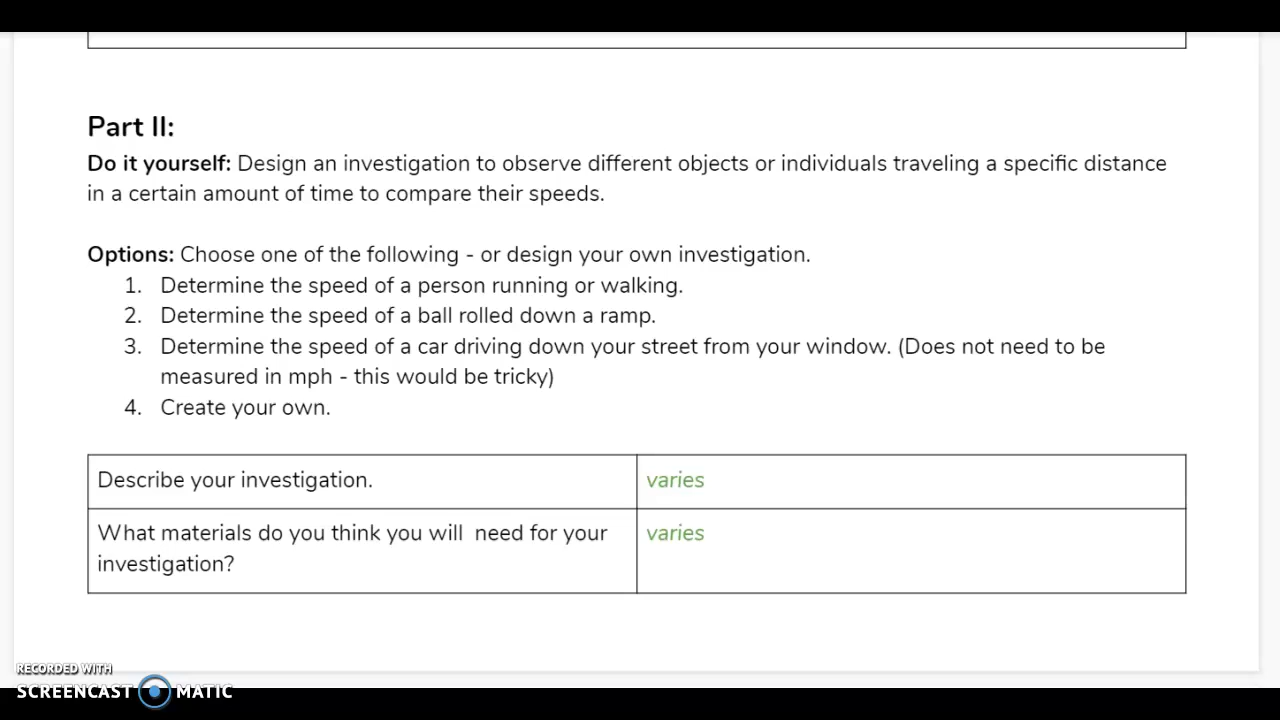 Part II:
Do it yourself: Design an investigation to observe different objects or individuals traveling a specific distance
in a certain amount of time to compare their speeds.
Options: Choose one of the following - or design your own investigation.
1. Determine the speed of a person running or walking.
2. Determine the speed of a ball rolled down a ramp.
3. Determine the speed of a car driving down your street from your window. (Does not need to be
measured in mph - this would be tricky)
4. Create your own.
Describe your investigation.
varies
What materials do you think you will need for your
investigation?
varies
RECORDED WITH
SCREENCAST MATIC